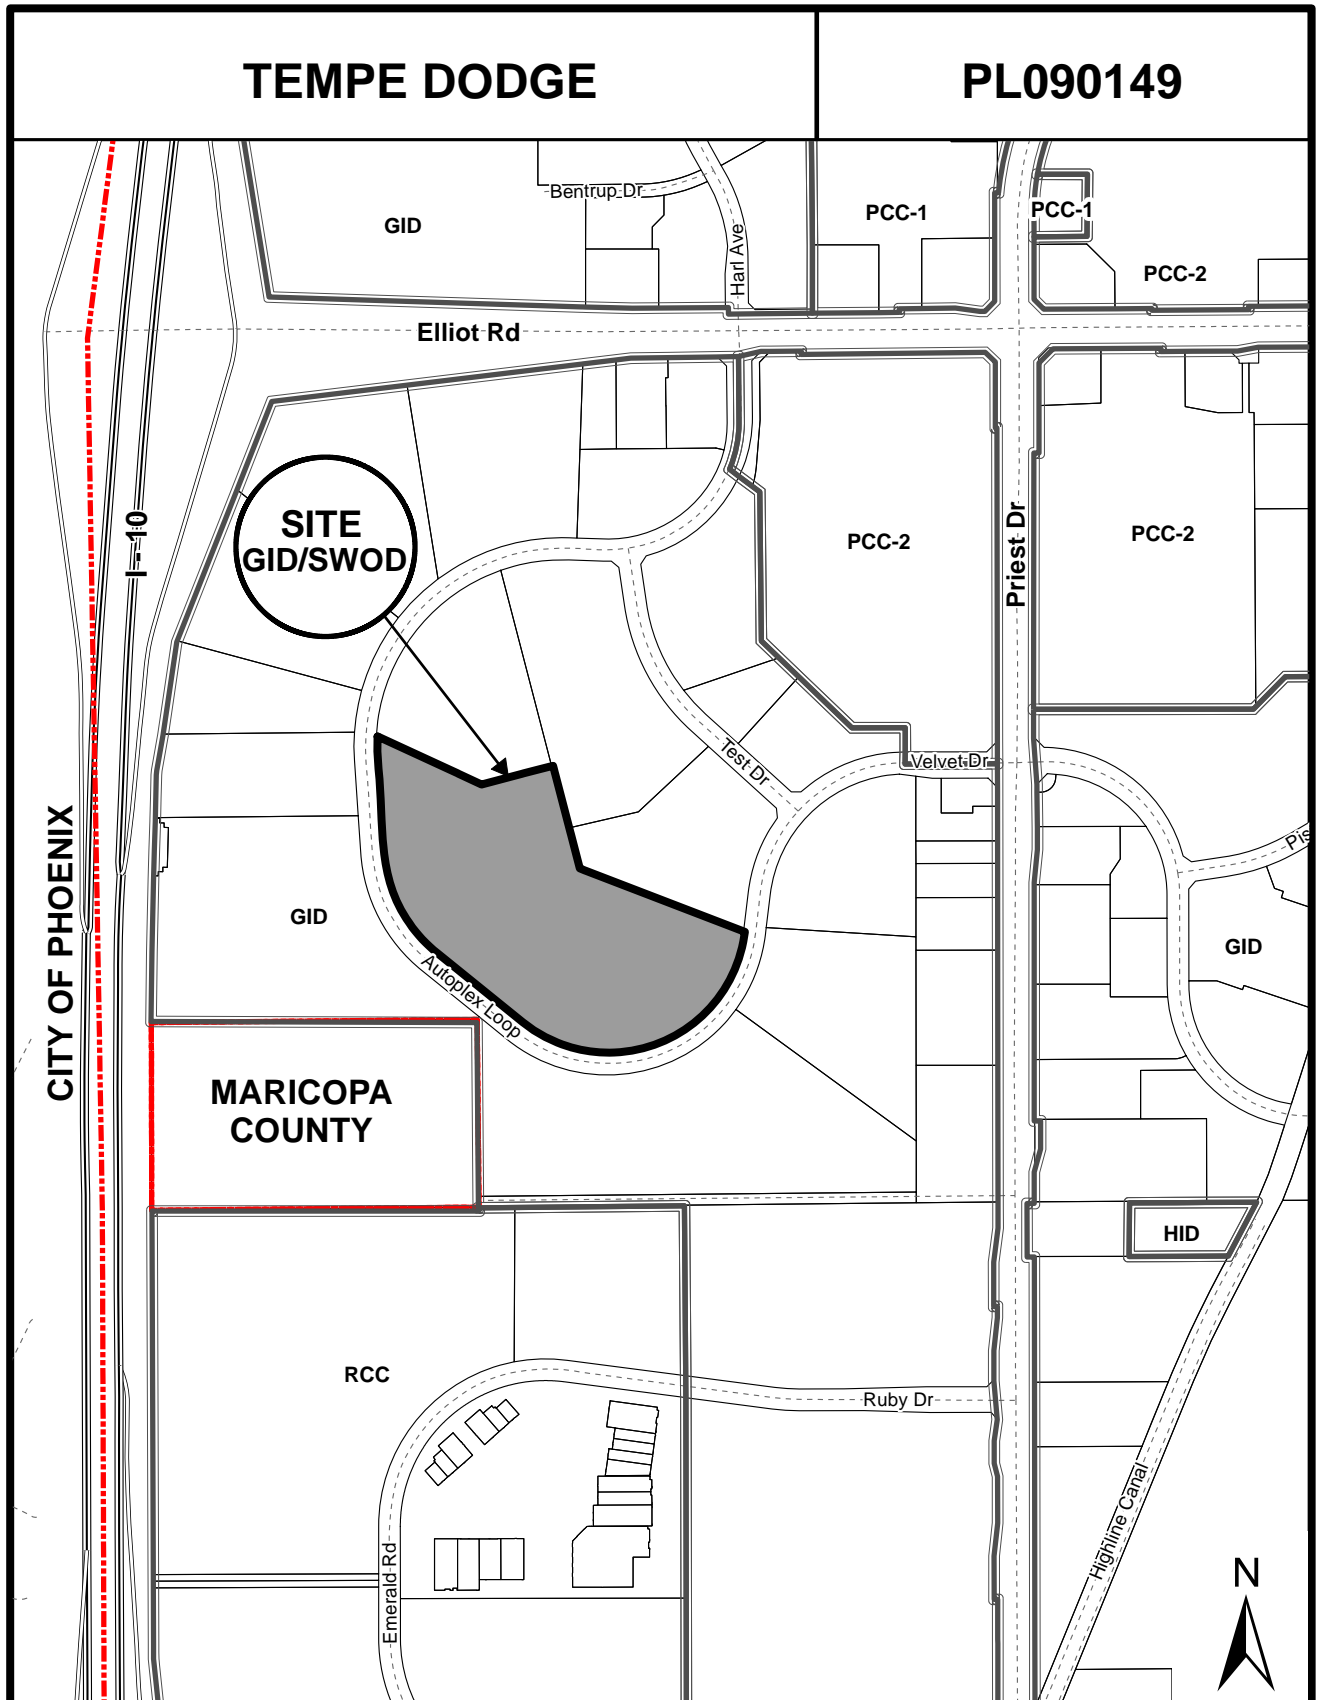 TEMPE DODGE
PL090149
Bentrup Dr
GID
PCC-1
PCC-1
Harl Ave
PCC-2
Elliot Rd
SITE
GID/SWOD
I-10
PCC-2
Priest Dr
PCC-2
Test Dr
Velvet Dr
Pis
CITY OF PHOENIX
GID
GID
Autoplex Loop
MARICOPA
COUNTY
HID
RCC
Ruby Dr
Highline Canal
Emerald Rd
N